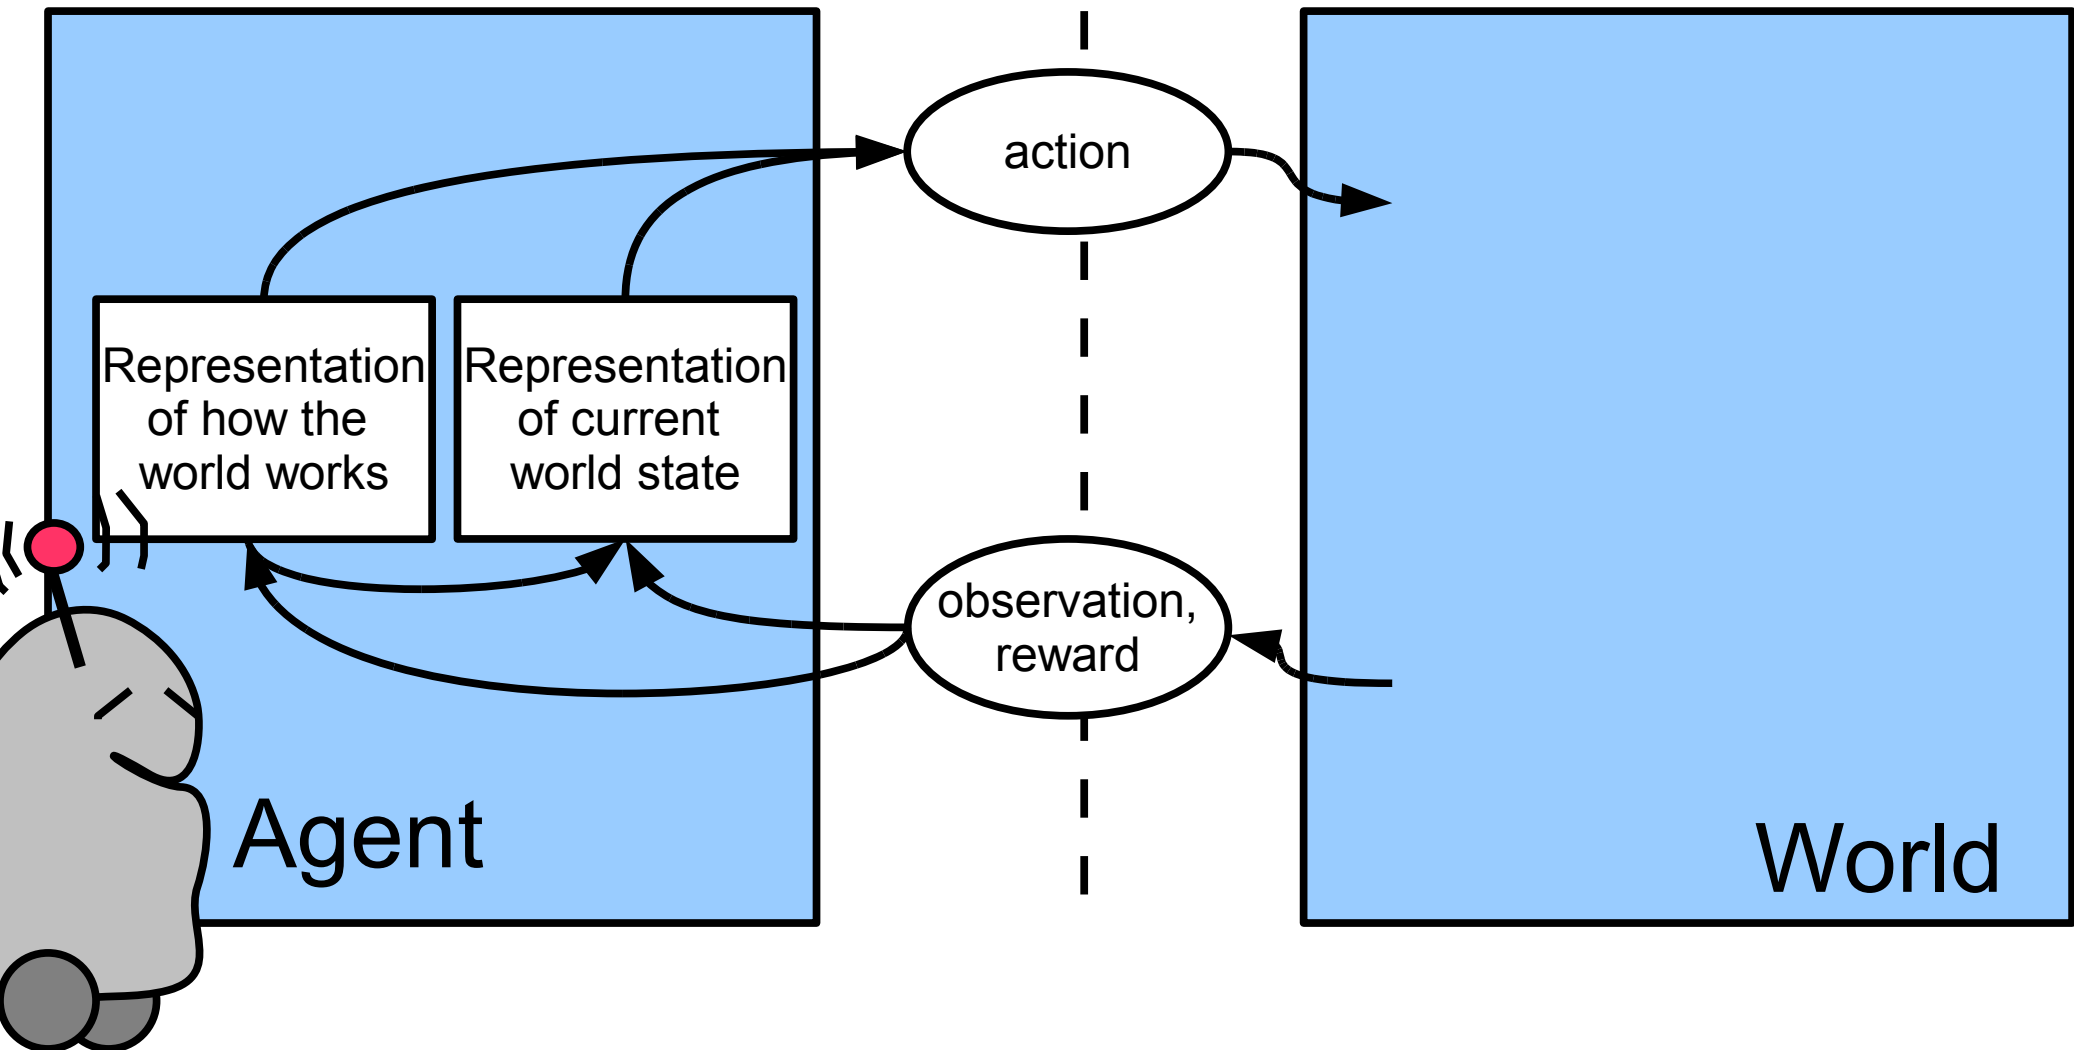 action
Representation
of how the
world works
Representation
of current
world state
observation,
reward
Agent
World